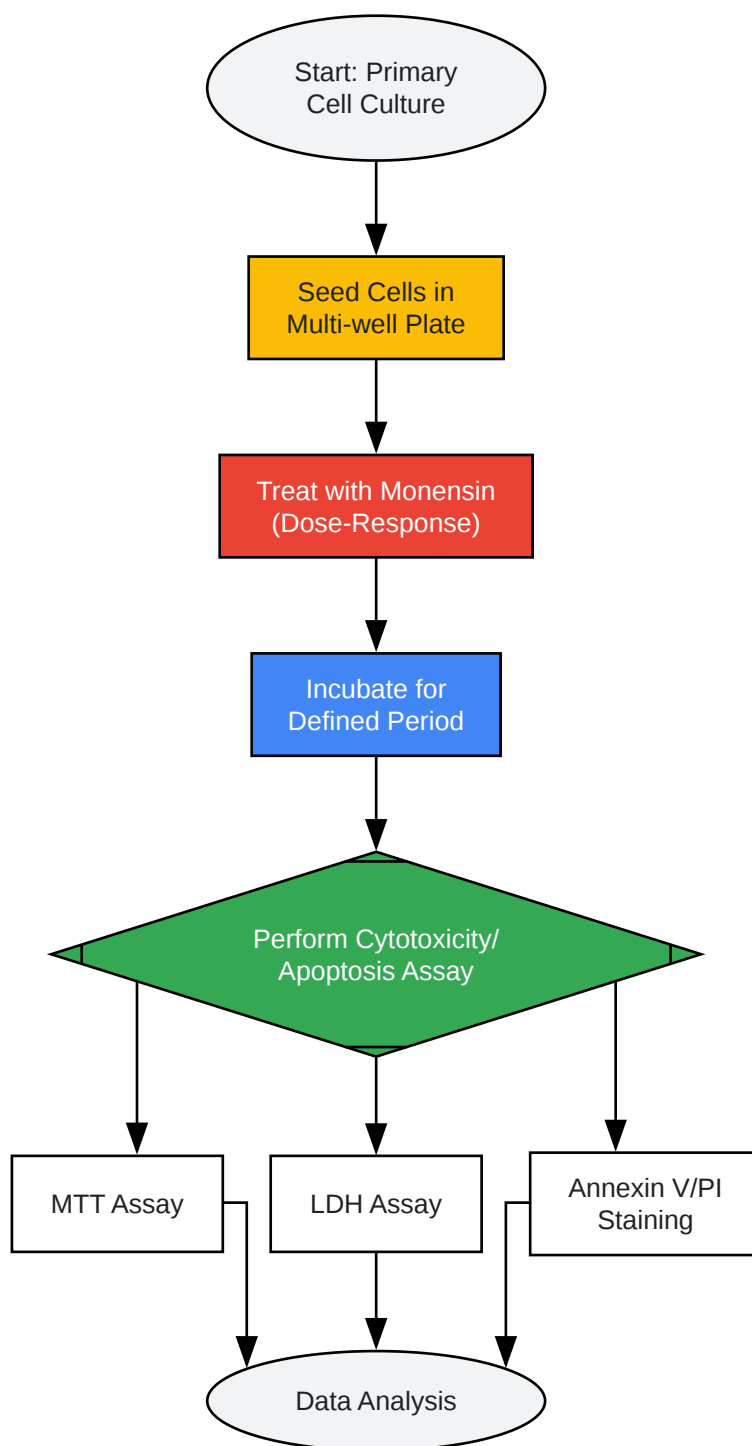 Start: Primary
Cell Culture
Seed Cells in
Multi-well Plate
Treat with Monensin
(Dose-Response)
Incubate for
Defined Period
Perform Cytotoxicity/
Apoptosis Assay
MTT Assay
LDH Assay
Annexin V/PI
Staining
Data Analysis